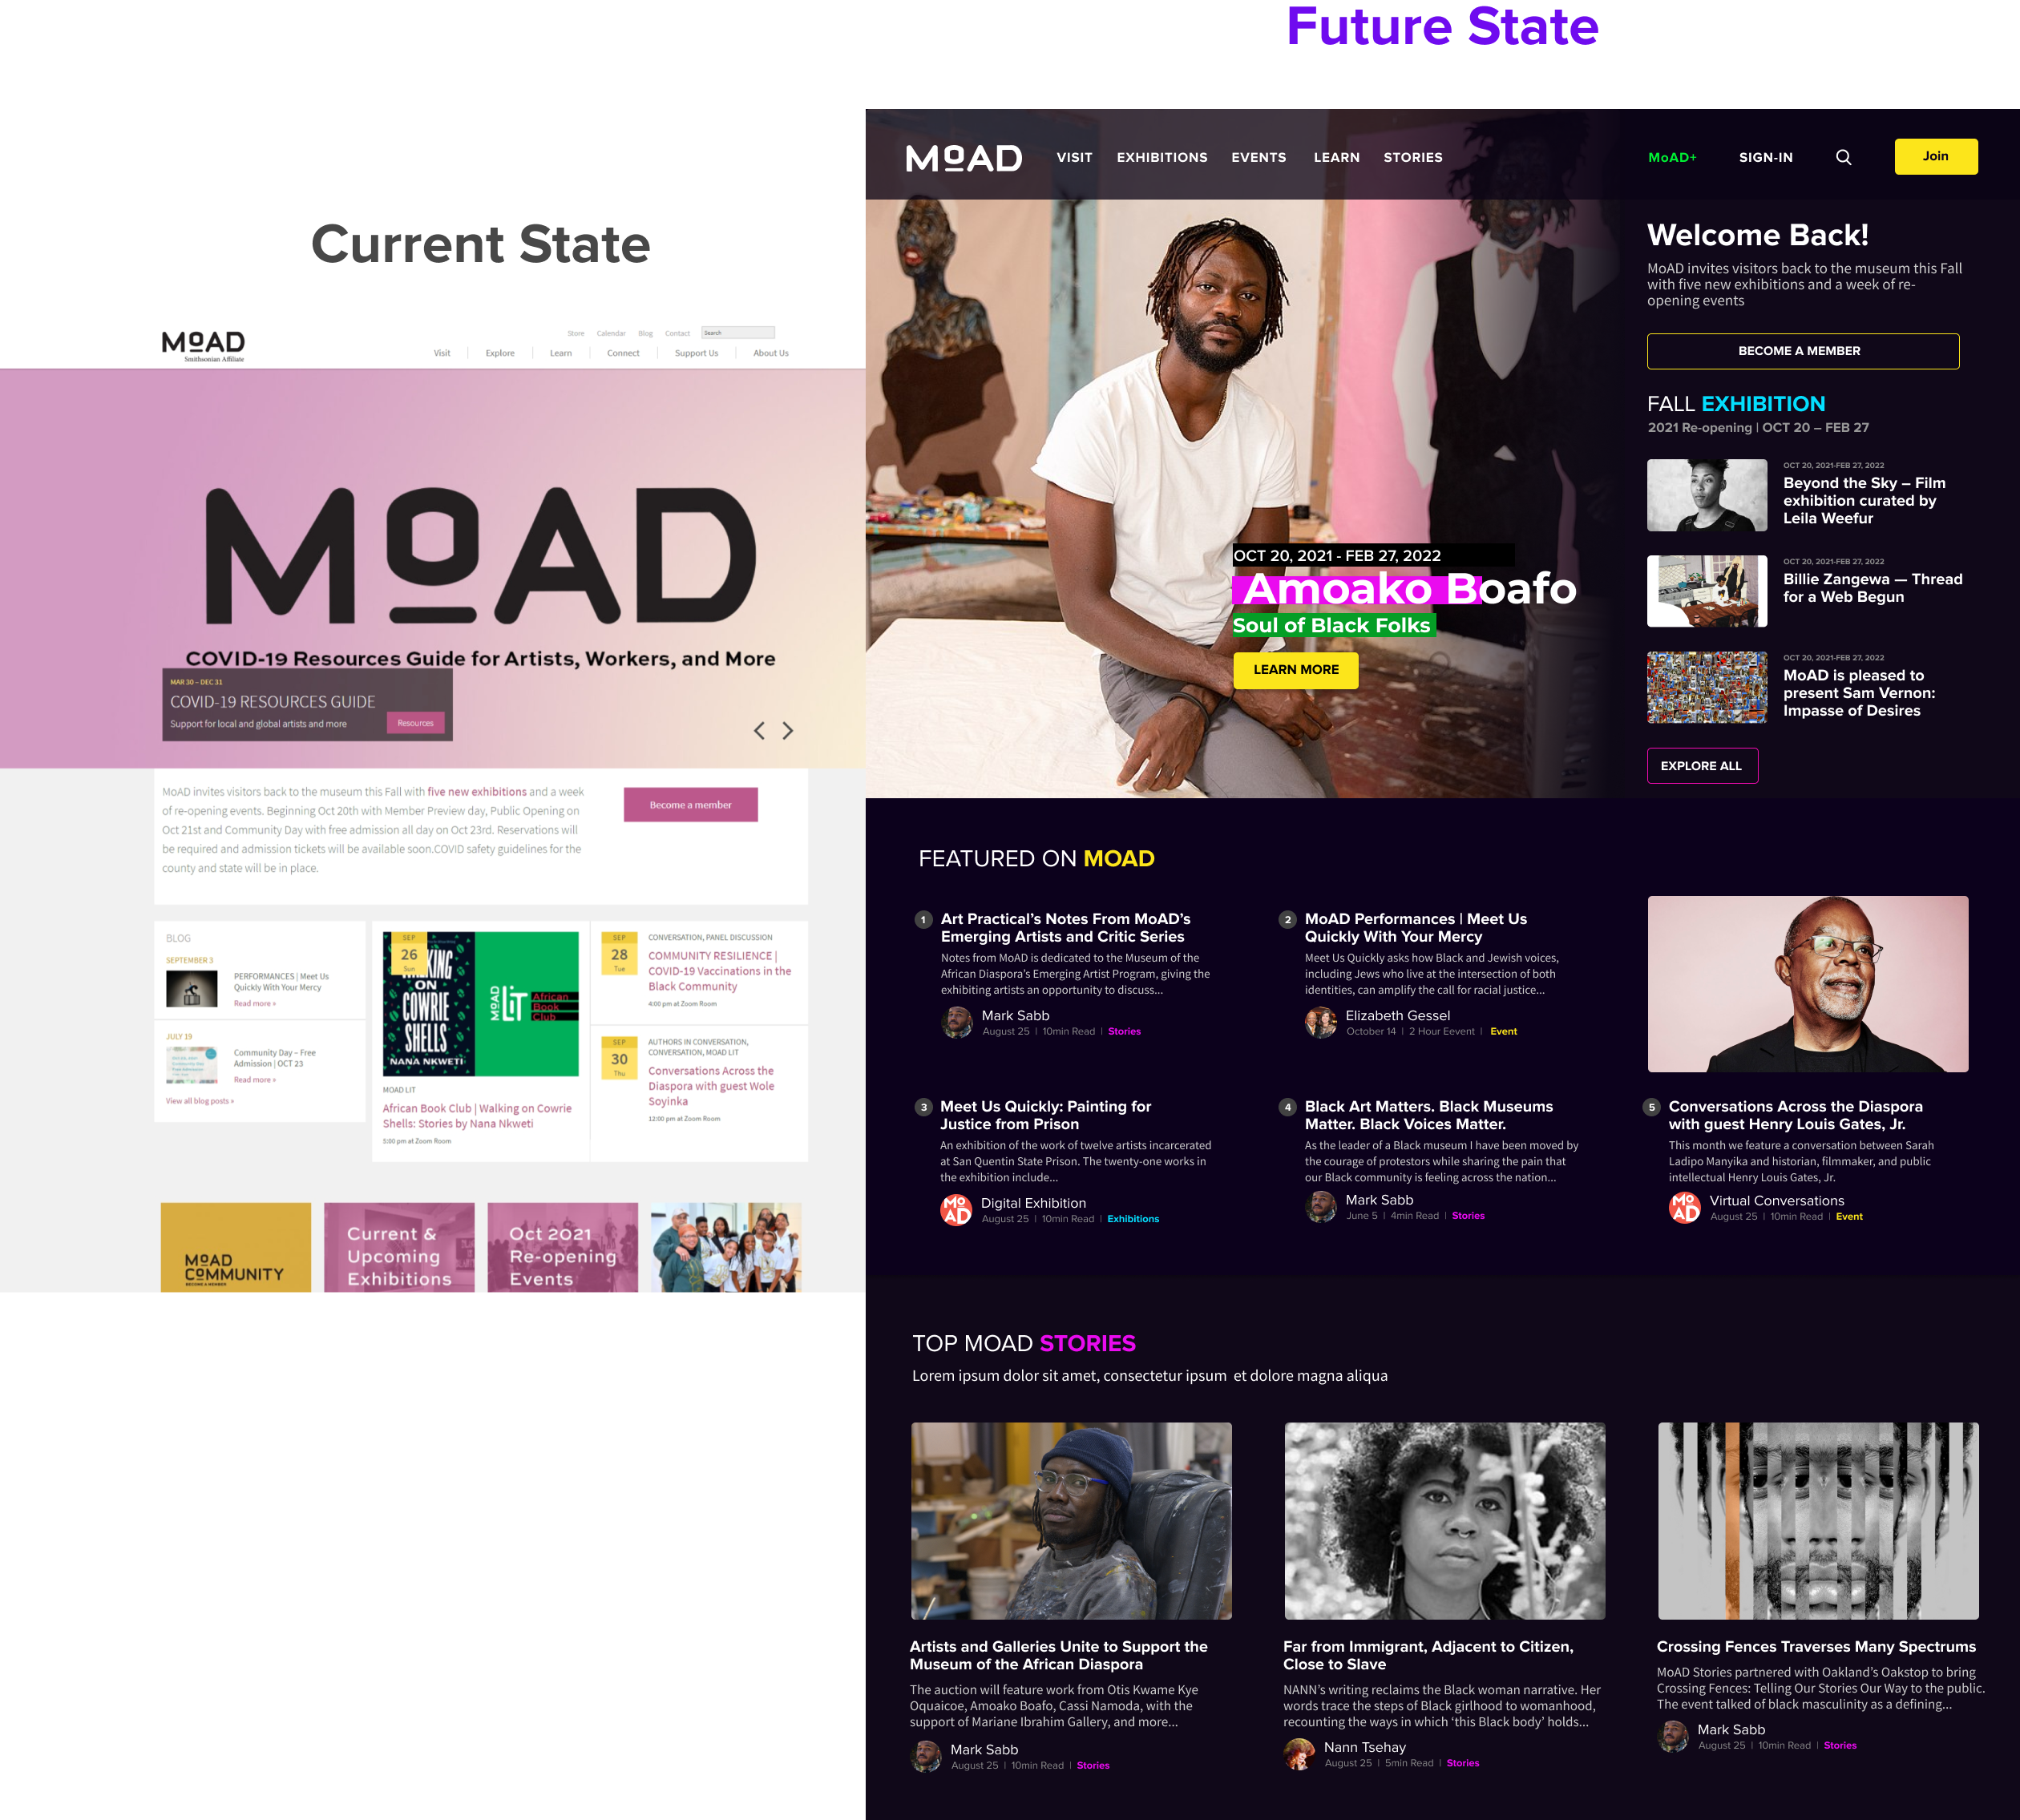 Future State
Current State
MOAD
Smithsonian Affiliate
Store Calendar Blog Contact Search
Visit Explore Learn Connect Support Us About Us
MOAD
COVID-19 Resources Guide for Artists, Workers, and More
MAR 30 – DEC 31
COVID-19 RESOURCES GUIDE
Support for local and global artists and more
Resources
MoAD invites visitors back to the museum this Fall with five new exhibitions and a week
of re-opening events. Beginning Oct 20th with Member Preview day, Public Opening on
Oct 21st and Community Day with free admission all day on Oct 23rd. Reservations will
be required and admission tickets will be available soon.COVID safety guidelines for the
county and state will be in place.
Become a member
BLOG
SEPTEMBER 3
PERFORMANCES | Meet Us
Quickly With Your Mercy
Read more »
JULY 19
Community Day – Free
Admission | OCT 23
Read more »
View all blog posts »
SEP
26
Sun
KING
ON
COWRIE
SHELLS
NANA NKWETI
MOAD
LIT
African
Book
Club
MOAD LIT
African Book Club | Walking on Cowrie
Shells: Stories by Nana Nkweti
5:00 pm at Zoom Room
SEP
28
Tue
CONVERSATION, PANEL DISCUSSION
COMMUNITY RESILIENCE |
COVID-19 Vaccinations in the
Black Community
4:00 pm at Zoom Room
SEP
30
Thu
AUTHORS IN CONVERSATION,
CONVERSATION, MOAD LIT
Conversations Across the
Diaspora with guest Wole
Soyinka
12:00 pm at Zoom Room
MOAD
COMMUNITY
BECOME A MEMBER
Current &
Upcoming
Exhibitions
Oct 2021
Re-opening
Events
MOAD
VISIT EXHIBITIONS EVENTS LEARN STORIES
MoAD+ SIGN-IN Join
OCT 20, 2021 - FEB 27, 2022
Amoako Boafo
Soul of Black Folks
LEARN MORE
Welcome Back!
MoAD invites visitors back to the museum this Fall
with five new exhibitions and a week of re-
opening events
BECOME A MEMBER
FALL EXHIBITION
2021 Re-opening | OCT 20 – FEB 27
OCT 20, 2021-FEB 27, 2022
Beyond the Sky – Film
exhibition curated by
Leila Weefur
OCT 20, 2021-FEB 27, 2022
Billie Zangewa — Thread
for a Web Begun
OCT 20, 2021-FEB 27, 2022
MoAD is pleased to
present Sam Vernon:
Impasse of Desires
EXPLORE ALL
FEATURED ON MOAD
1
Art Practical’s Notes From MoAD’s
Emerging Artists and Critic Series
Notes from MoAD is dedicated to the Museum of the
African Diaspora’s Emerging Artist Program, giving the
exhibiting artists an opportunity to discuss...
Mark Sabb
August 25 | 10min Read | Stories
2
MoAD Performances | Meet Us
Quickly With Your Mercy
Meet Us Quickly asks how Black and Jewish voices,
including Jews who live at the intersection of both
identities, can amplify the call for racial justice...
Elizabeth Gessel
October 14 | 2 Hour Eevent | Event
3
Meet Us Quickly: Painting for
Justice from Prison
An exhibition of the work of twelve artists incarcerated
at San Quentin State Prison. The twenty-one works in
the exhibition include...
MOAD
Digital Exhibition
August 25 | 10min Read | Exhibitions
4
Black Art Matters. Black Museums
Matter. Black Voices Matter.
As the leader of a Black museum I have been moved by
the courage of protestors while sharing the pain that
our Black community is feeling across the nation...
Mark Sabb
June 5 | 4min Read | Stories
5
Conversations Across the Diaspora
with guest Henry Louis Gates, Jr.
This month we feature a conversation between Sarah
Ladipo Manyika and historian, filmmaker, and public
intellectual Henry Louis Gates, Jr.
MOAD
Virtual Conversations
August 25 | 10min Read | Event
TOP MOAD STORIES
Lorem ipsum dolor sit amet, consectetur ipsum et dolore magna aliqua
Artists and Galleries Unite to Support the
Museum of the African Diaspora
The auction will feature work from Otis Kwame Kye
Oquaicoe, Amoako Boafo, Cassi Namoda, with the
support of Mariane Ibrahim Gallery, and more...
Mark Sabb
August 25 | 10min Read | Stories
Far from Immigrant, Adjacent to Citizen,
Close to Slave
NANN’s writing reclaims the Black woman narrative. Her
words trace the steps of Black girlhood to womanhood,
recounting the ways in which ‘this Black body’ holds...
Nann Tsehay
August 25 | 5min Read | Stories
Crossing Fences Traverses Many Spectrums
MoAD Stories partnered with Oakland’s Oakstop to bring
Crossing Fences: Telling Our Stories Our Way to the public.
The event talked of black masculinity as a defining...
Mark Sabb
August 25 | 10min Read | Stories